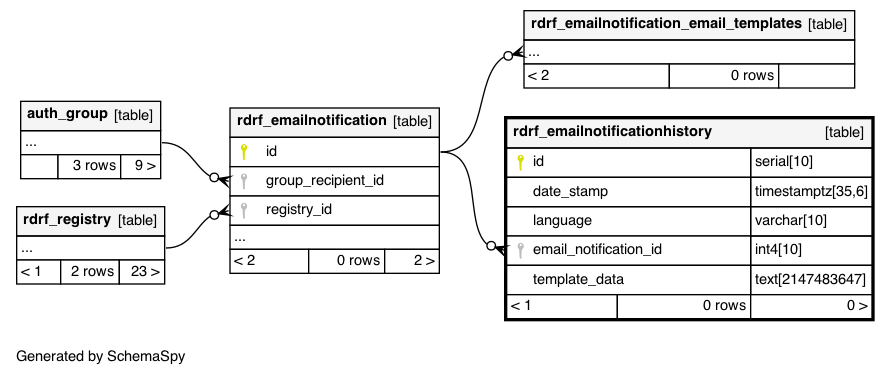 rdrf_emailnotification_email_templates [table]
...
< 2 0 rows
auth_group [table]
...
3 rows 9 >
rdrf_registry [table]
...
< 1 2 rows 23 >
rdrf_emailnotification [table]
id
group_recipient_id
registry_id
...
< 2 0 rows 2 >
rdrf_emailnotificationhistory [table]
id serial[10]
date_stamp timestamptz[35,6]
language varchar[10]
email_notification_id int4[10]
template_data text[2147483647]
< 1 0 rows 0 >
Generated by SchemaSpy